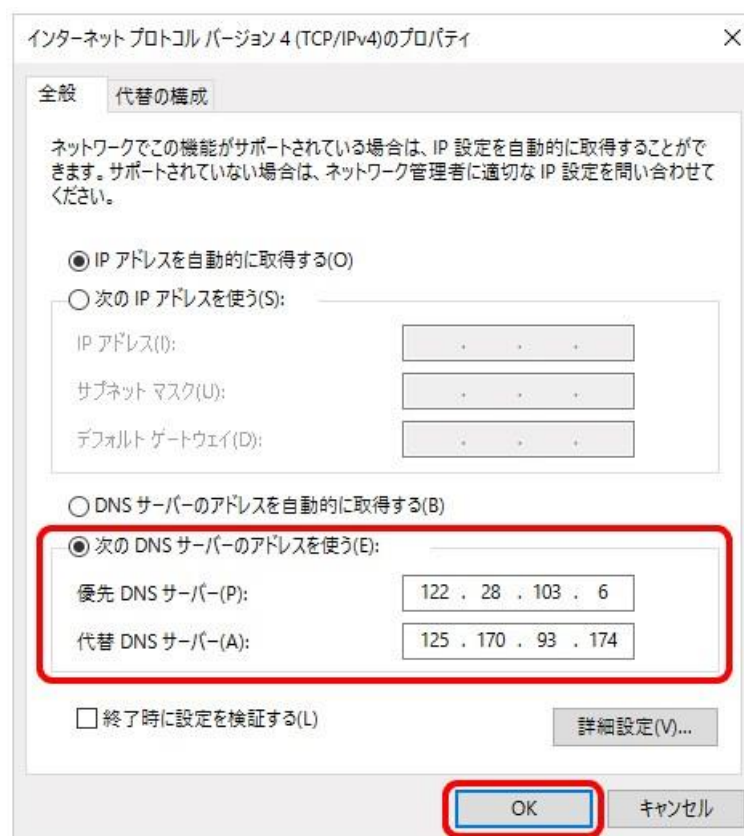 インターネット プロトコル バージョン 4 (TCP/IPv4)のプロパティ
全般
代替の構成
ネットワークでこの機能がサポートされている場合は、IP 設定を自動的に取得することがで
きます。サポートされていない場合は、ネットワーク管理者に適切な IP 設定を問い合わせて
ください。
IP アドレスを自動的に取得する(O)
次の IP アドレスを使う(S):
IP アドレス(I):
サブネット マスク(U):
デフォルト ゲートウェイ(D):
DNS サーバーのアドレスを自動的に取得する(B)
次の DNS サーバーのアドレスを使う(E):
優先 DNS サーバー(P): 122 . 28 . 103 . 6
代替 DNS サーバー(A): 125 . 170 . 93 . 174
終了時に設定を検証する(L)
詳細設定(V)...
OK
キャンセル